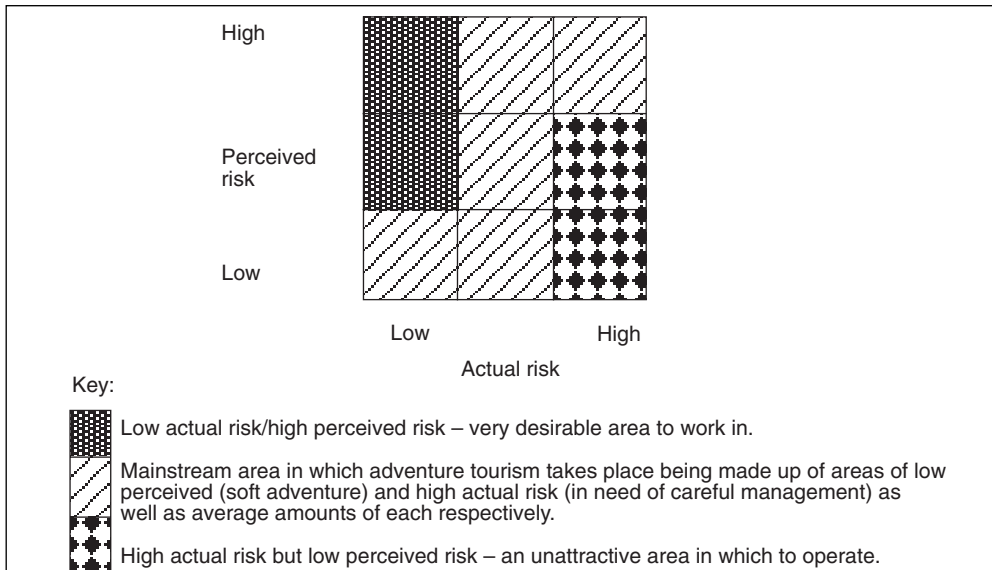 High
Perceived
risk
Low
Low High
Actual risk
Key:
Low actual risk/high perceived risk – very desirable area to work in.
Mainstream area in which adventure tourism takes place being made up of areas of low
perceived (soft adventure) and high actual risk (in need of careful management) as
well as average amounts of each respectively.
High actual risk but low perceived risk – an unattractive area in which to operate.